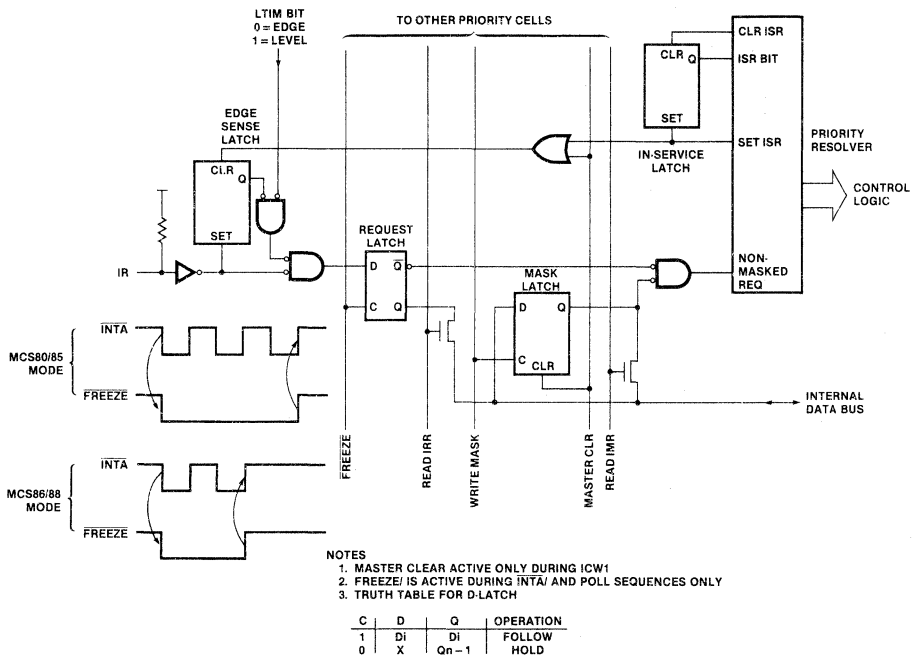 LTIM BIT
0 = EDGE
1 = LEVEL
TO OTHER PRIORITY CELLS
CLR ISR
CLR
Q
ISR BIT
SET
SET ISR
IN-SERVICE
LATCH
PRIORITY
RESOLVER
CONTROL
LOGIC
EDGE
SENSE
LATCH
CLR
Q
SET
REQUEST
LATCH
D
Q
C
Q
IR
NON-
MASKED
REQ
MASK
LATCH
D
Q
C
CLR
INTERNAL
DATA BUS
FREEZE
READ IRR
WRITE MASK
MASTER CLR
READ IMR
MCS80/85
MODE
INTA
FREEZE
MCS86/88
MODE
INTA
FREEZE
NOTES
1. MASTER CLEAR ACTIVE ONLY DURING ICW1
2. FREEZE/ IS ACTIVE DURING INTA/ AND POLL SEQUENCES ONLY
3. TRUTH TABLE FOR D-LATCH
C D Q OPERATION
1 Di Di FOLLOW
0 X Qn – 1 HOLD